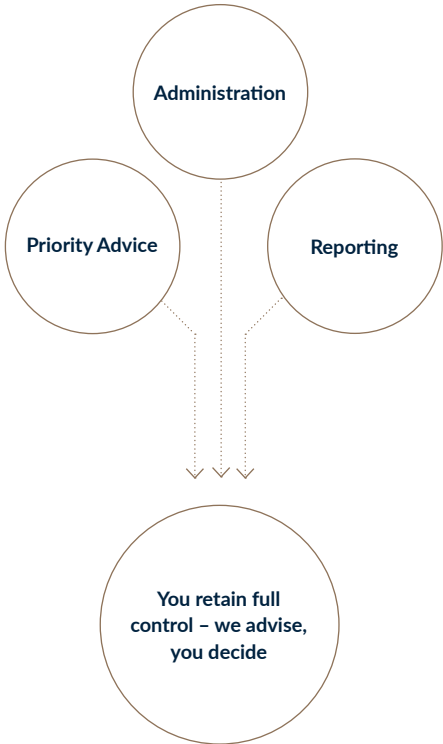 Administration
Priority Advice
Reporting
You retain full
control – we advise,
you decide